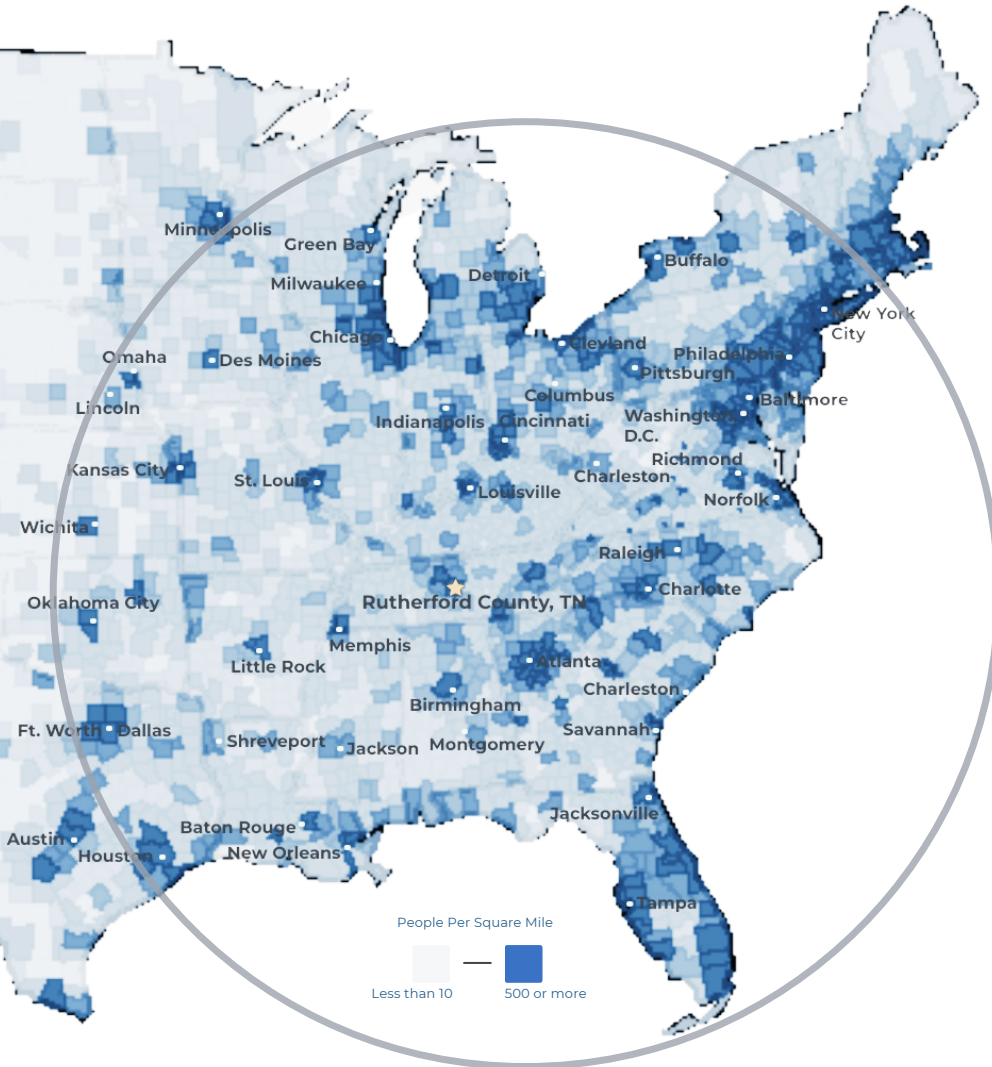 Minneapolis
Green Bay
Buffalo
Detroit
Milwaukee
New York
City
Chicago
Clevland
Philadelphia
Omaha
Des Moines
Pittsburgh
Columbus
Baltimore
Lincoln
Washington
D.C.
Indianapolis
Cincinnati
Richmond
Kansas City
St. Louis
Charleston
Louisville
Norfolk
Wichita
Raleigh
Charlotte
Oklahoma City
Rutherford County, TN
Memphis
Little Rock
Atlanta
Charleston
Birmingham
Ft. Worth
Dallas
Shreveport
Jackson
Montgomery
Savannah
Jacksonville
Baton Rouge
Austin
Houston
New Orleans
Tampa
People Per Square Mile
Less than 10
500 or more